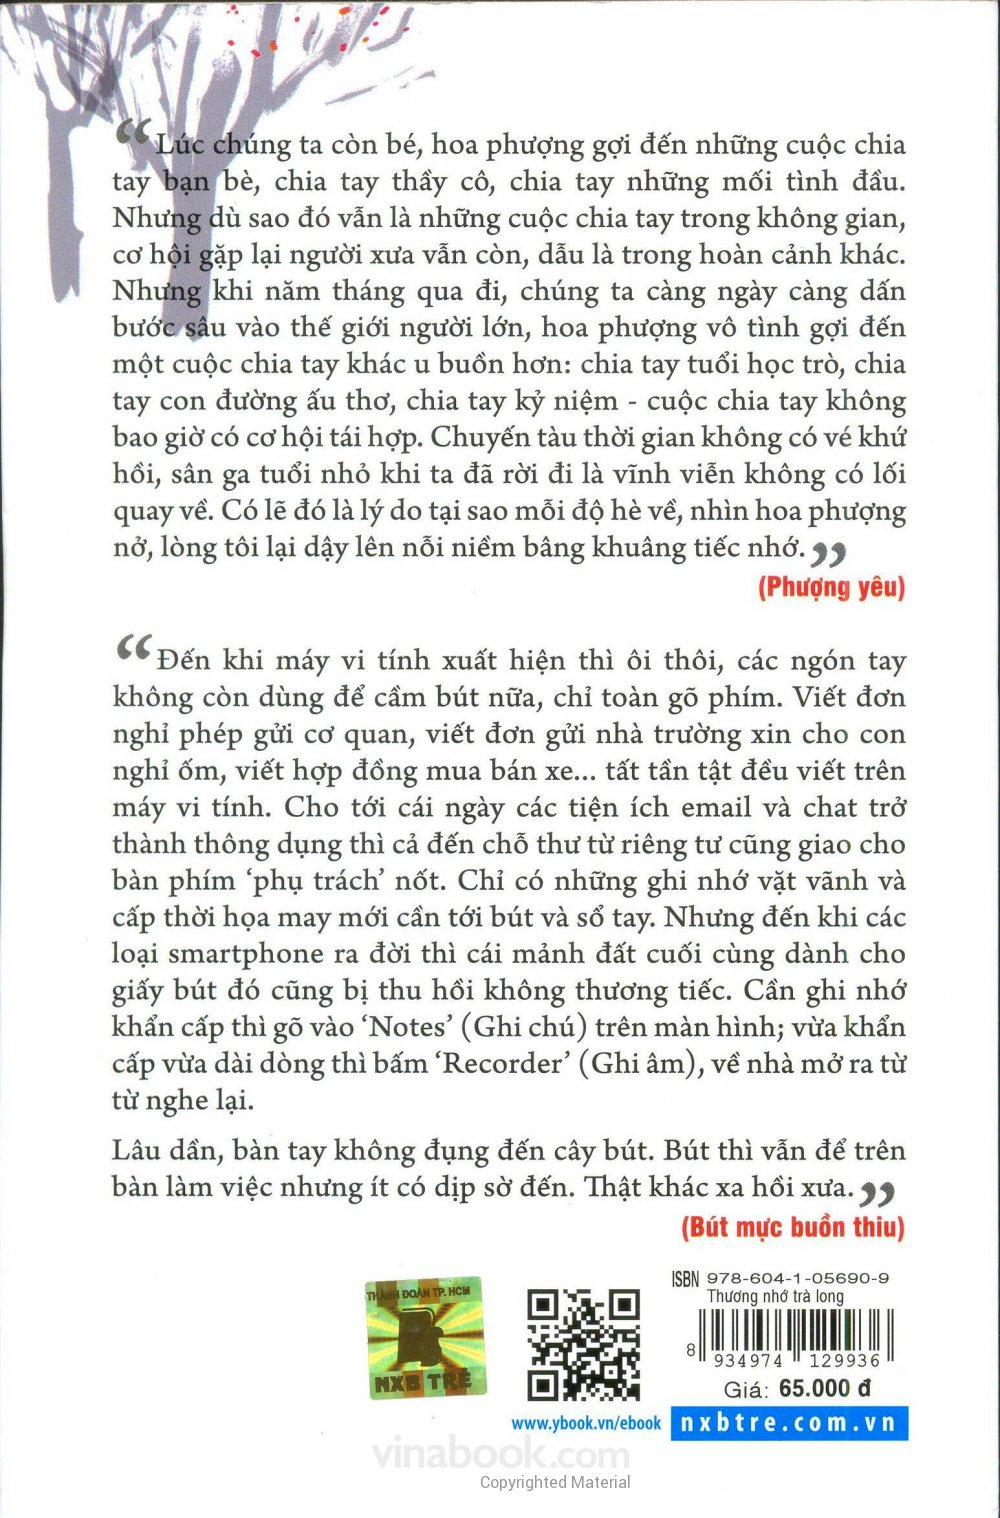 “Lúc chúng ta còn bé, hoa phượng gợi đến những cuộc chia
tay bạn bè, chia tay thầy cô, chia tay những mối tình đầu.
Nhưng dù sao đó vẫn là những cuộc chia tay trong không gian,
cơ hội gặp lại người xưa vẫn còn, dẫu là trong hoàn cảnh khác.
Nhưng khi năm tháng qua đi, chúng ta càng ngày càng dấn
bước sâu vào thế giới người lớn, hoa phượng vô tình gợi đến
một cuộc chia tay khác u buồn hơn: chia tay tuổi học trò, chia
tay con đường ấu thơ, chia tay kỷ niệm - cuộc chia tay không
bao giờ có cơ hội tái hợp. Chuyến tàu thời gian không có vé khứ
hồi, sân ga tuổi nhỏ khi ta đã rời đi là vĩnh viễn không có lối
quay về. Có lẽ đó là lý do tại sao mỗi độ hè về, nhìn hoa phượng
nở, lòng tôi lại dậy lên nỗi niềm bâng khuâng tiếc nhớ.”
(Phượng yêu)
“Đến khi máy vi tính xuất hiện thì ôi thôi, các ngón tay
không còn dùng để cầm bút nữa, chỉ toàn gõ phím. Viết đơn
nghỉ phép gửi cơ quan, viết đơn gửi nhà trường xin cho con
nghỉ ốm, viết hợp đồng mua bán xe... tất tần tật đều viết trên
máy vi tính. Cho tới cái ngày các tiện ích email và chat trở
thành thông dụng thì cả đến chỗ thư từ riêng tư cũng giao cho
bàn phím ‘phụ trách’ nốt. Chỉ có những ghi nhớ vặt vãnh và
cấp thời họa may mới cần tới bút và sổ tay. Nhưng đến khi các
loại smartphone ra đời thì cái mảnh đất cuối cùng dành cho
giấy bút đó cũng bị thu hồi không thương tiếc. Cần ghi nhớ
khẩn cấp thì gõ vào ‘Notes’ (Ghi chú) trên màn hình; vừa khẩn
cấp vừa dài dòng thì bấm ‘Recorder’ (Ghi âm), về nhà mở ra từ
từ nghe lại.
Lâu dần, bàn tay không đụng đến cây bút. Bút thì vẫn để trên
bàn làm việc nhưng ít có dịp sờ đến. Thật khác xa hồi xưa.”
(Bút mực buồn thiu)
ISBN 978-604-1-05690-9
Thương nhớ trà long
THÀNH ĐOÀN TP. HCM
NXB TRẺ
8 934974 129936
Giá: 65.000 đ
www.ybook.vn/ebook
nxbtre.com.vn
vinabook.com
Copyrighted Material